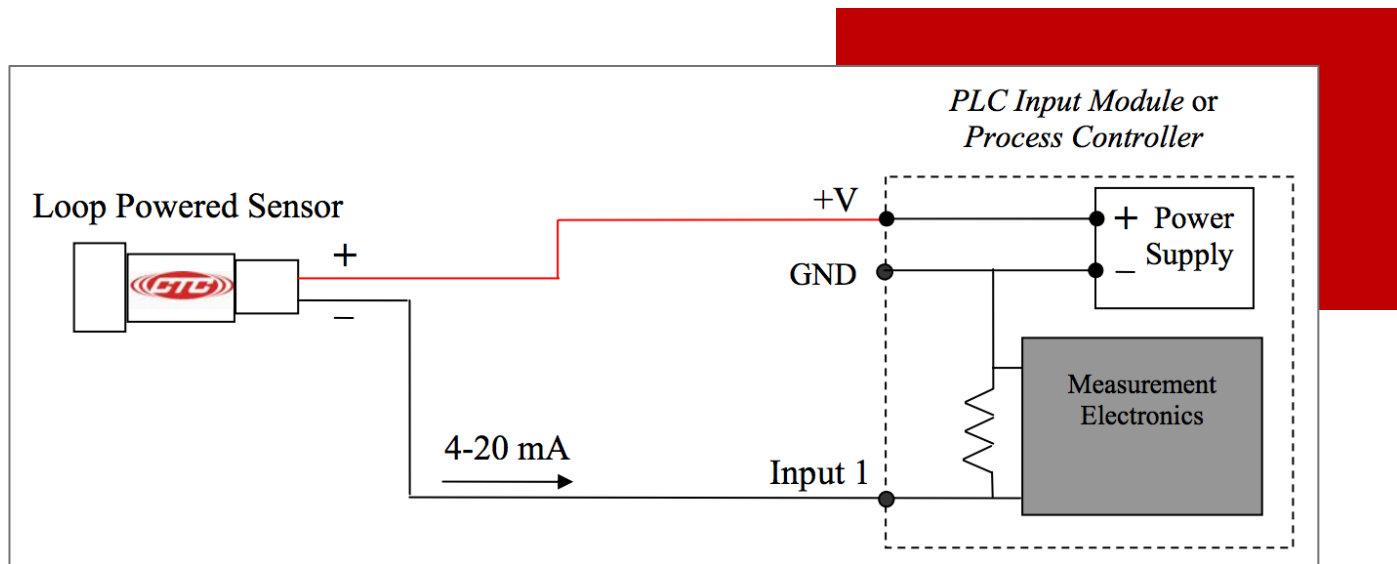 PLC Input Module or
Process Controller
Loop Powered Sensor
+V
+ Power
Supply
+
GND
–
CTC
–
Measurement
Electronics
4-20 mA
Input 1